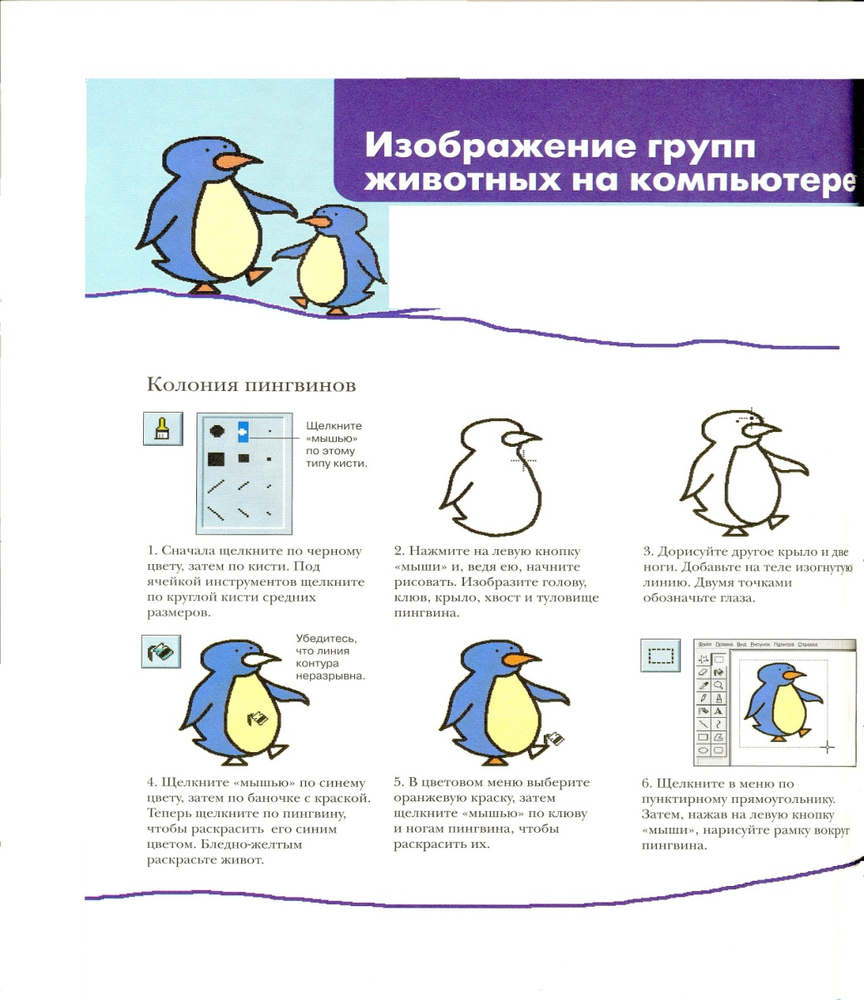 Изображение групп
животных на компьютере
Колония пингвинов
Щелкните
«мышью»
по этому
типу кисти.
1. Сначала щелкните по черному
цвету, затем по кисти. Под
ячейкой инструментов щелкните
по круглой кисти средних
размеров.
2. Нажмите на левую кнопку
«мыши» и, ведя ею, начните
рисовать. Изобразите голову,
клюв, крыло, хвост и туловище
пингвина.
3. Дорисуйте другое крыло и две
ноги. Добавьте на теле изогнутую
линию. Двумя точками
обозначьте глаза.
Убедитесь,
что линия
контура
неразрывна.
4. Щелкните «мышью» по синему
цвету, затем по баночке с краской.
Теперь щелкните по пингвину,
чтобы раскрасить его синим
цветом. Бледно-желтым
раскрасьте живот.
5. В цветовом меню выберите
оранжевую краску, затем
щелкните «мышью» по клюву
и ногам пингвина, чтобы
раскрасить их.
Файл Правка Вид Рисунок Палитра Справка
A
6. Щелкните в меню по
пунктирному прямоугольнику.
Затем, нажав на левую кнопку
«мыши», нарисуйте рамку вокруг
пингвина.